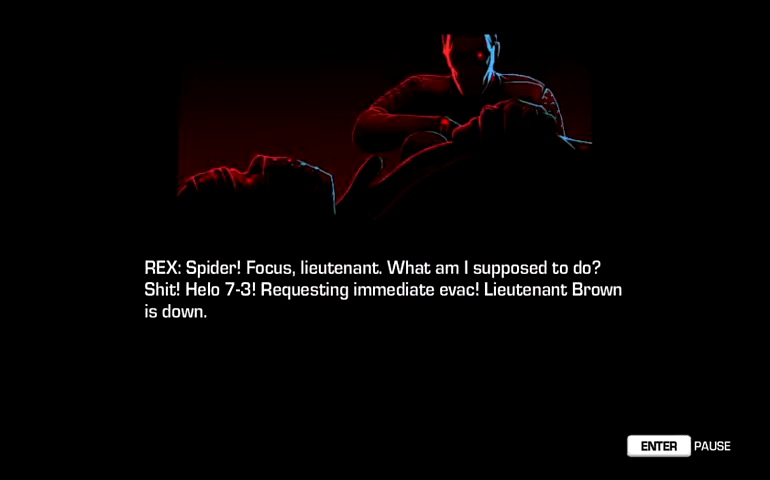 REX: Spider! Focus, lieutenant. What am I supposed to do?
Shit! Helo 7-3! Requesting immediate evac! Lieutenant Brown
is down.
ENTER PAUSE